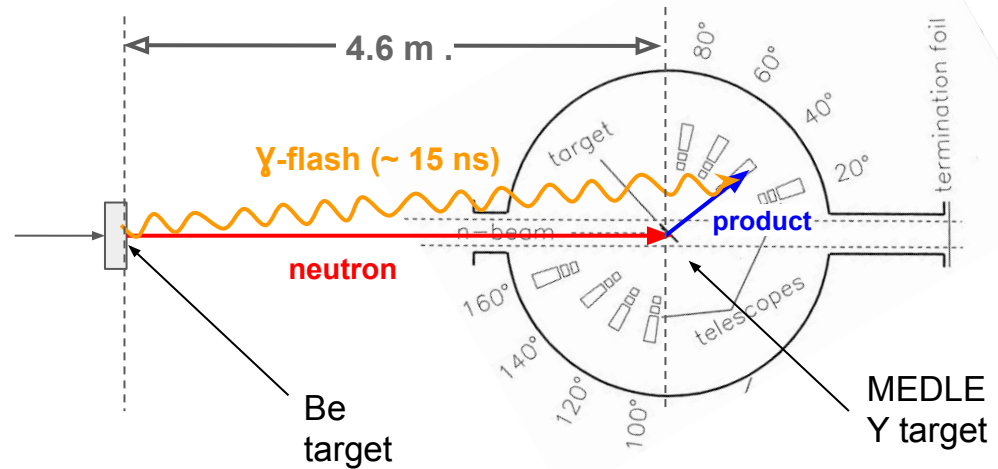 4.6 m .
80°
60°
40°
20°
termination foil
target
Ɣ-flash (~ 15 ns)
n-beam
product
neutron
160°
140°
120°
100°
telescopes
Be
target
MEDLE
Y target